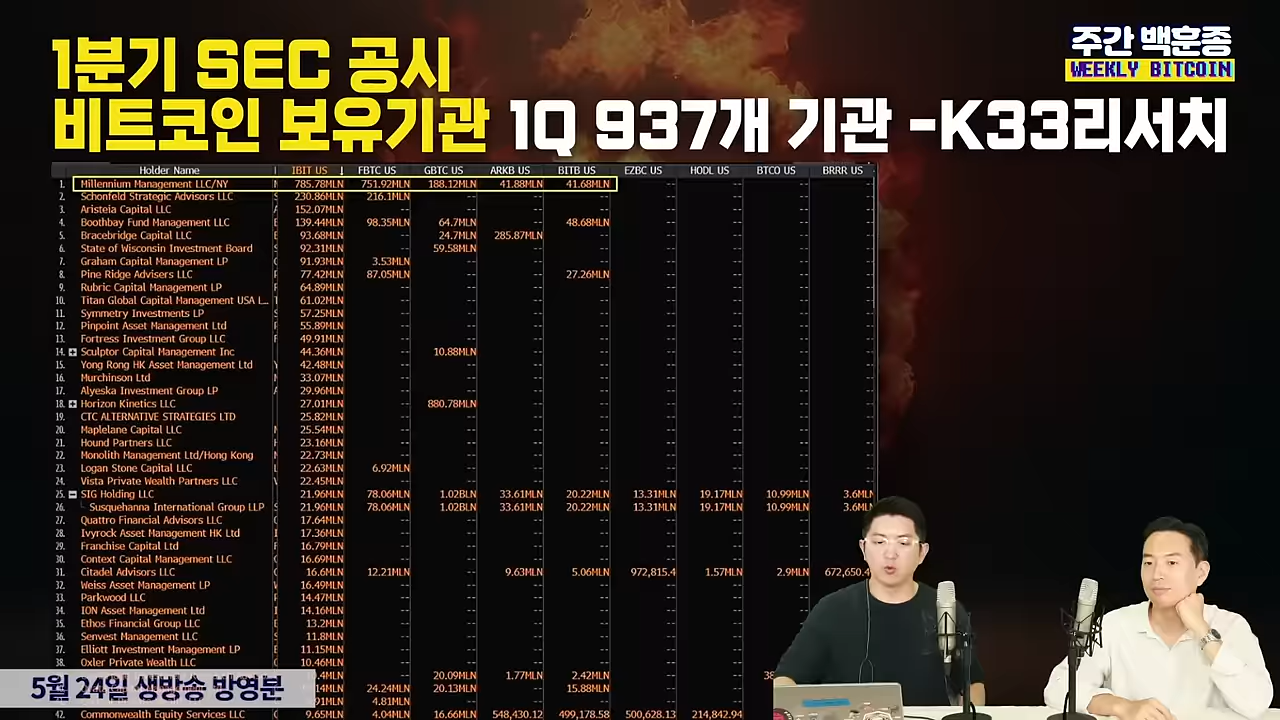 1분기 SEC 공시
비트코인 보유기관 1Q 937개 기관 -K33리서치
주간 백훈종
WEEKLY BITCOIN
Holder Name IBIT US FBTC US GBTC US ARKB US BITB US EZBC US HODL US BTCO US BRRR US
1. Millennium Management LLC/NY 785.78MLN 751.92MLN 188.12MLN 41.88MLN 41.68MLN -- -- -- --
2. Schonfeld Strategic Advisors LLC 230.86MLN 216.1MLN -- -- -- -- -- -- --
3. Aristeia Capital LLC 152.07MLN -- -- -- -- -- -- -- --
4. Boothbay Fund Management LLC 139.44MLN 98.35MLN 64.7MLN -- 48.68MLN -- -- -- --
5. Bracebridge Capital LLC 93.68MLN -- 24.7MLN 285.87MLN -- -- -- -- --
6. State of Wisconsin Investment Board 92.31MLN -- 59.58MLN -- -- -- -- -- --
7. Graham Capital Management LP 91.93MLN 3.53MLN -- -- -- -- -- -- --
8. Pine Ridge Advisers LLC 77.42MLN 87.05MLN -- -- 27.26MLN -- -- -- --
9. Rubric Capital Management LP 64.89MLN -- -- -- -- -- -- -- --
10. Titan Global Capital Management USA L... 61.02MLN -- -- -- -- -- -- -- --
11. Symmetry Investments LP 57.25MLN -- -- -- -- -- -- -- --
12. Pinpoint Asset Management Ltd 55.89MLN -- -- -- -- -- -- -- --
13. Fortress Investment Group LLC 49.91MLN -- -- -- -- -- -- -- --
14. Sculptor Capital Management Inc 44.36MLN -- 10.88MLN -- -- -- -- -- --
15. Yong Rong HK Asset Management Ltd 42.48MLN -- -- -- -- -- -- -- --
16. Murchinson Ltd 33.07MLN -- -- -- -- -- -- -- --
17. Alyeska Investment Group LP 29.96MLN -- -- -- -- -- -- -- --
18. Horizon Kinetics LLC 27.01MLN -- 880.78MLN -- -- -- -- -- --
19. CTC ALTERNATIVE STRATEGIES LTD 25.82MLN -- -- -- -- -- -- -- --
20. Maplelane Capital LLC 25.54MLN -- -- -- -- -- -- -- --
21. Hound Partners LLC 23.16MLN -- -- -- -- -- -- -- --
22. Monolith Management Ltd/Hong Kong 22.73MLN -- -- -- -- -- -- -- --
23. Logan Stone Capital LLC 22.63MLN 6.92MLN -- -- -- -- -- -- --
24. Vista Private Wealth Partners LLC 22.45MLN -- -- -- -- -- -- -- --
25. SIG Holding LLC 21.96MLN 78.06MLN 1.02BLN 33.61MLN 20.22MLN 13.31MLN 19.17MLN 10.99MLN 3.6MLN
26. Susquehanna International Group LLP 21.96MLN 78.06MLN 1.02BLN 33.61MLN 20.22MLN 13.31MLN 19.17MLN 10.99MLN 3.6MLN
27. Quattro Financial Advisors LLC 17.64MLN -- -- -- -- -- -- --
28. Ivyrock Asset Management HK Ltd 17.36MLN -- -- -- -- -- -- --
29. Franchise Capital Ltd 16.79MLN -- -- -- -- -- -- --
30. Context Capital Management LLC 16.69MLN -- -- -- -- -- -- --
31. Citadel Advisors LLC 16.6MLN 12.21MLN -- 9.63MLN 5.06MLN 972,815.4 1.57MLN 2.9MLN 672,650.4
32. Weiss Asset Management LP 16.49MLN -- -- -- -- -- -- --
33. Parkwood LLC 14.47MLN -- -- -- -- -- -- --
34. ION Asset Management Ltd 14.16MLN -- -- -- -- -- -- --
35. Ethos Financial Group LLC 13.2MLN -- -- -- -- -- --
36. Senvest Management LLC 11.8MLN -- -- -- -- -- --
37. Elliott Investment Management LP 11.15MLN -- -- -- -- -- --
38. Oxler Private Wealth LLC 10.46MLN -- -- -- -- -- --
20.09MLN 1.77MLN 2.42MLN -- --
24.24MLN 20.13MLN -- 15.88MLN -- --
4.81MLN -- -- -- -- --
42. Commonwealth Equity Services LLC 9.65MLN 4.04MLN 16.66MLN 548,430.12 499,178.58 500,628.13 214,842.94
5월 24일 생방송 방영분